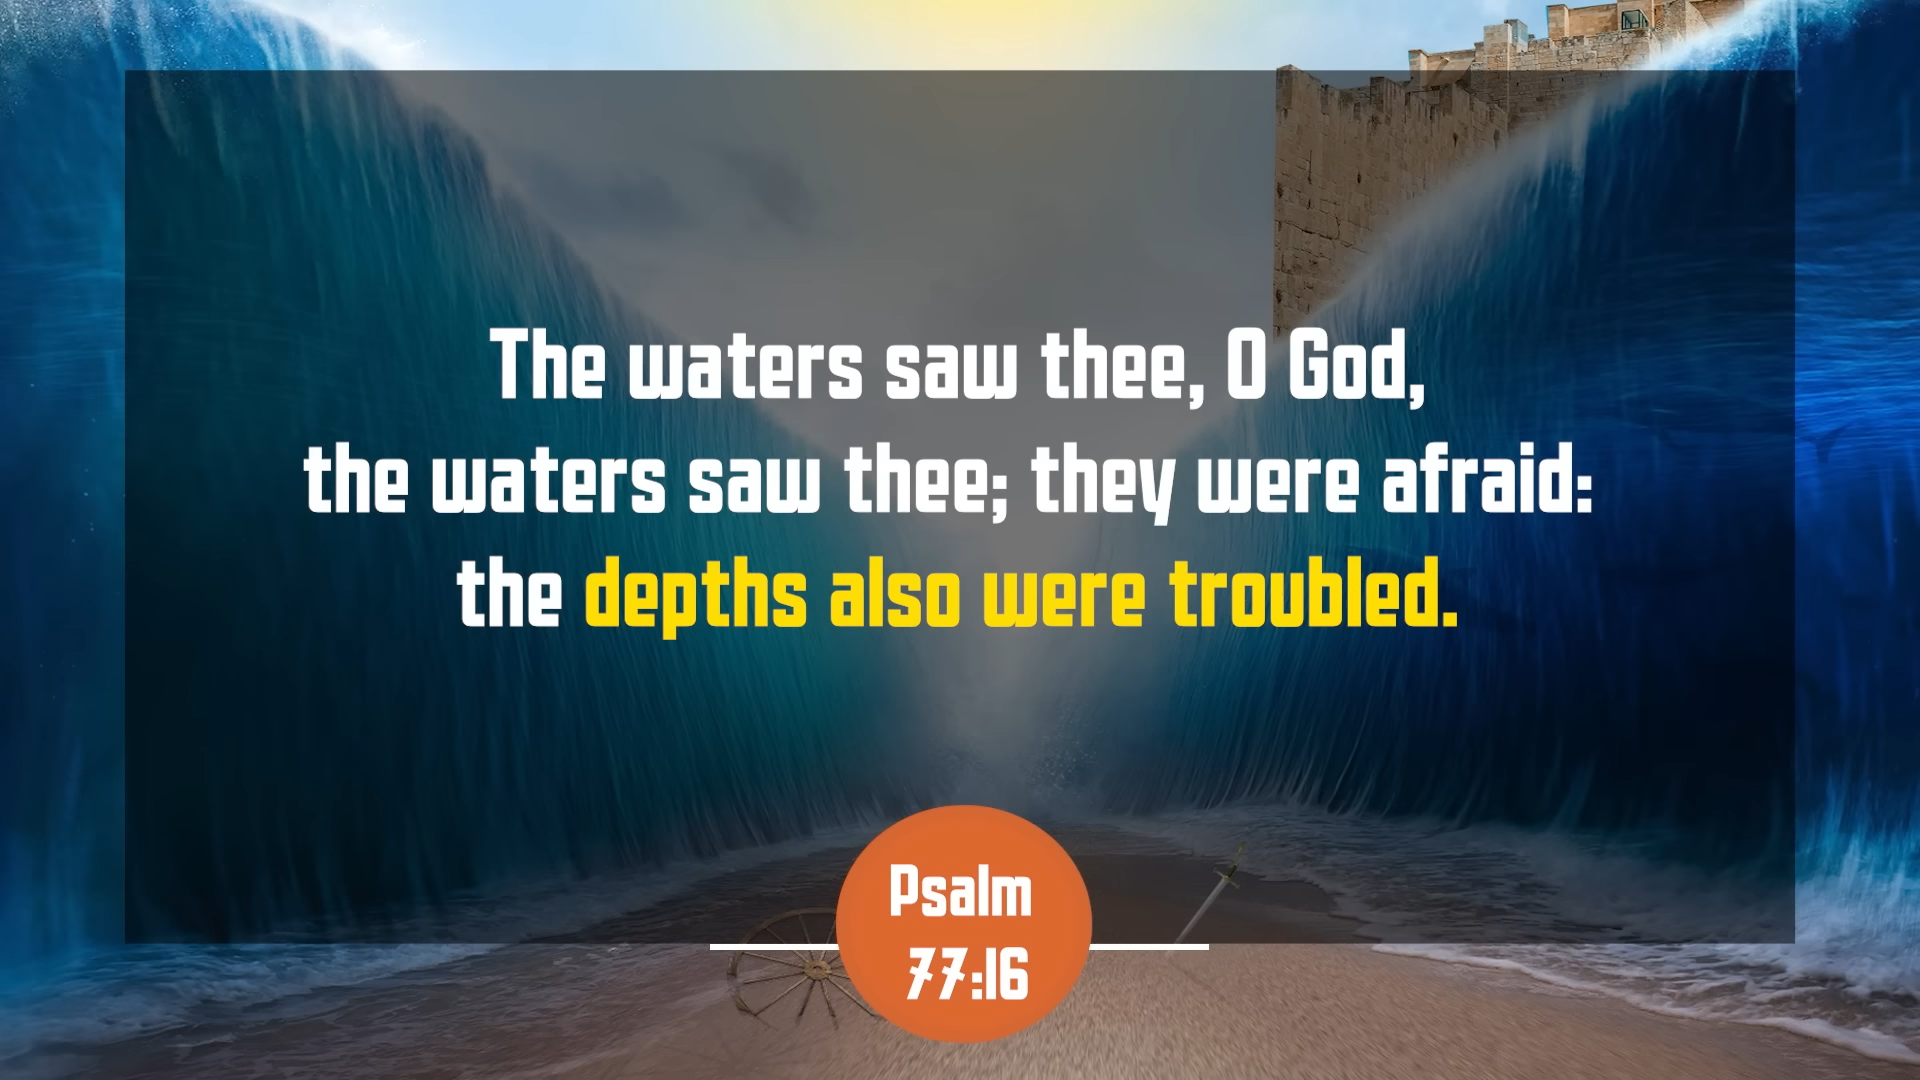 The waters saw thee, O God,
the waters saw thee; they were afraid:
the depths also were troubled.
Psalm
77:16